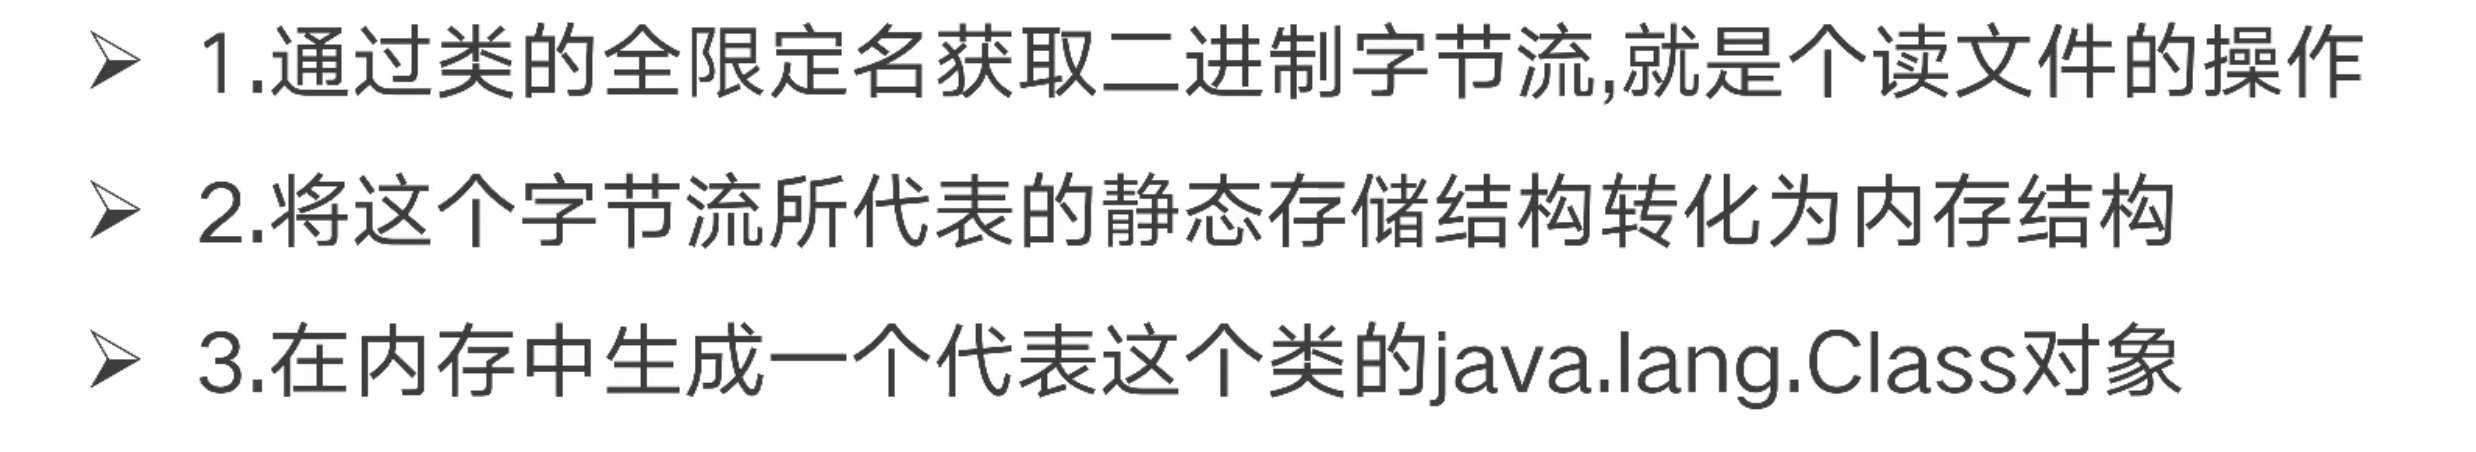 ➢ 1.通过类的全限定名获取二进制字节流,就是个读文件的操作
➢ 2.将这个字节流所代表的静态存储结构转化为内存结构
➢ 3.在内存中生成一个代表这个类的java.lang.Class对象